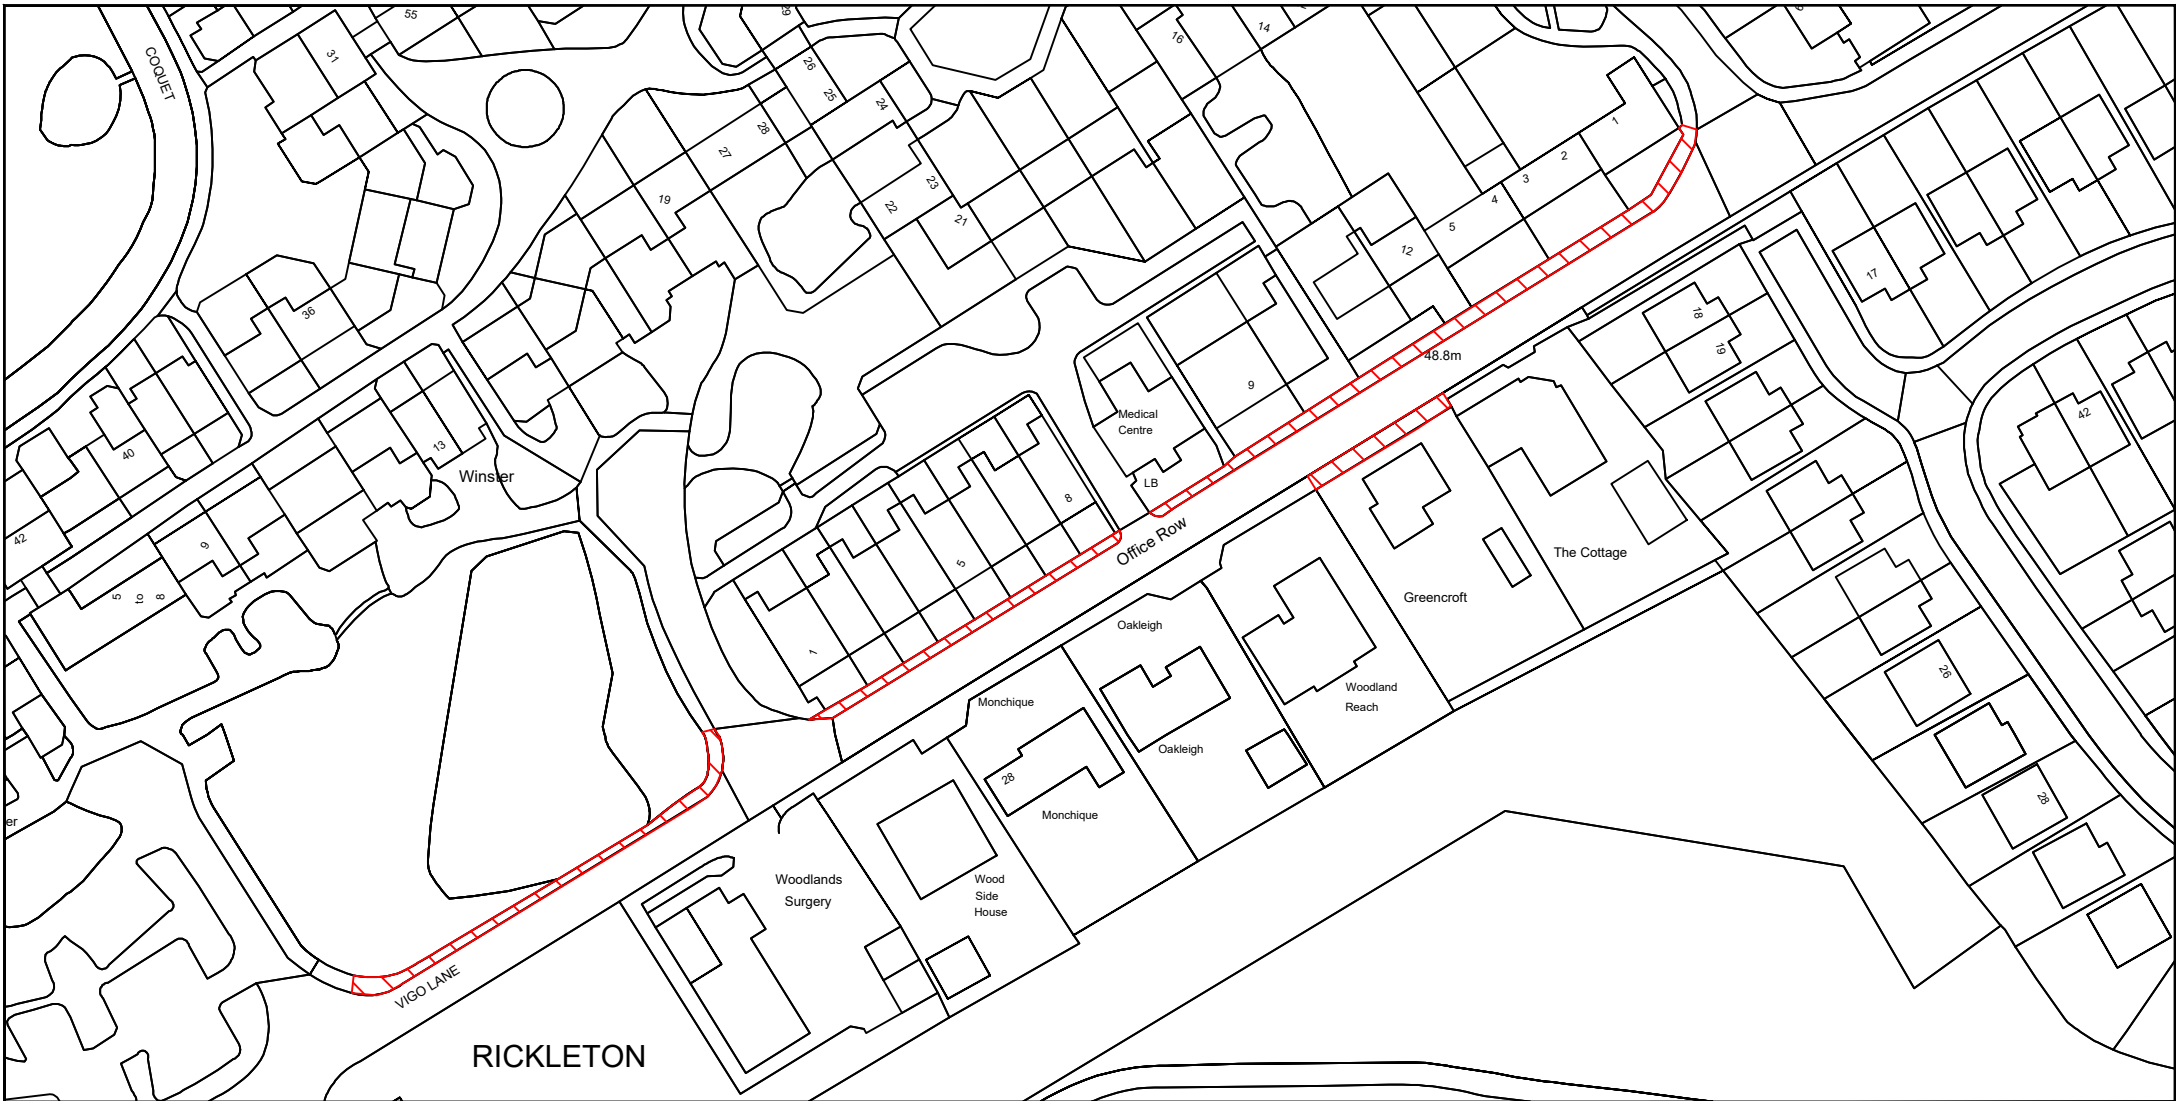 55
29
COQUET
31
26
25
24
16
14
28
27
19
23
22
21
1
2
3
4
5
12
17
36
18
19
48.8m
9
42
Medical
Centre
LB
13
40
Winster
42
9
8
5
Office Row
The Cottage
5
to
8
Greencroft
Oakleigh
1
26
Woodland
Reach
Monchique
Oakleigh
28
Monchique
28
er
Woodlands
Surgery
Wood
Side
House
VIGO LANE
RICKLETON